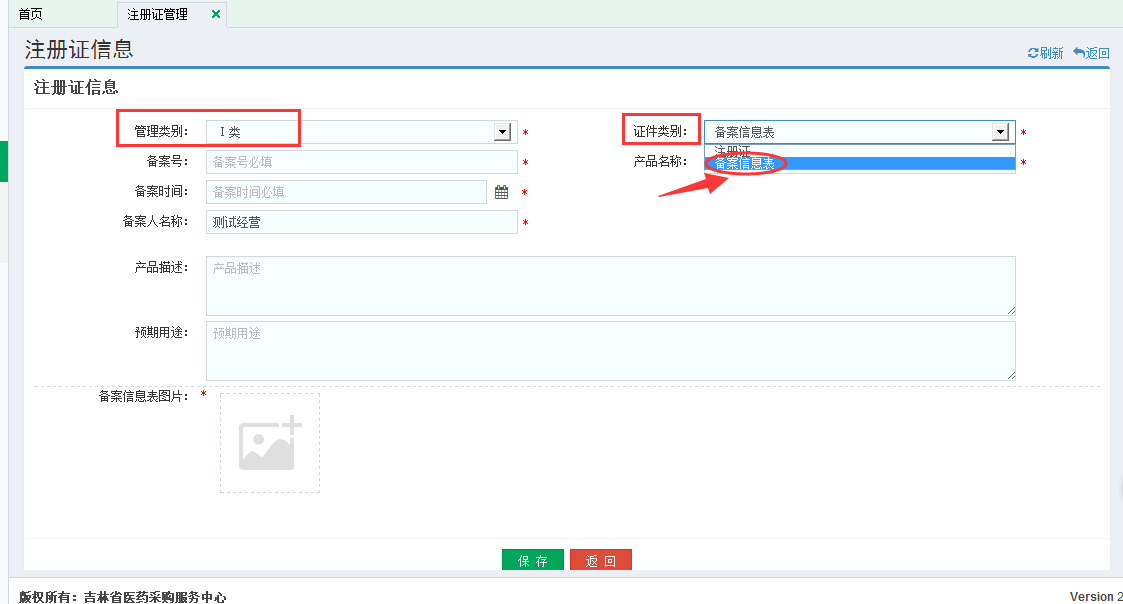 首页 注册证管理 ×
注册证信息 刷新 返回
注册证信息
管理类别： Ⅰ类 * 证件类别： 备案信息表 *
注册证
备案号： 备案号必填 * 产品名称： 备案信息表 *
备案时间： 备案时间必填 *
备案人名称： 测试经营 *
产品描述： 产品描述
预期用途： 预期用途
备案信息表图片： *
保 存 返 回
版权所有：吉林省医药采购服务中心 Version 2